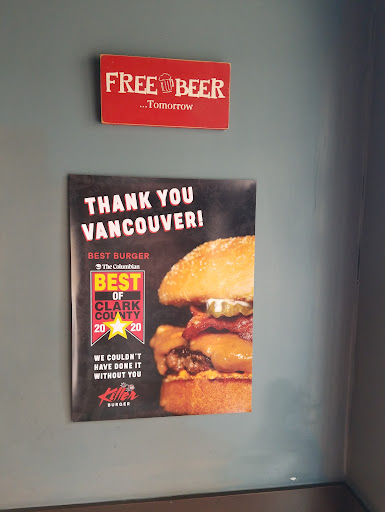 FREE BEER
...Tomorrow
THANK YOU
VANCOUVER!
BEST BURGER
The Columbian
BEST
OF
CLARK
COUNTY
20 20
WE COULDN'T
HAVE DONE IT
WITHOUT YOU
Killer
BURGER